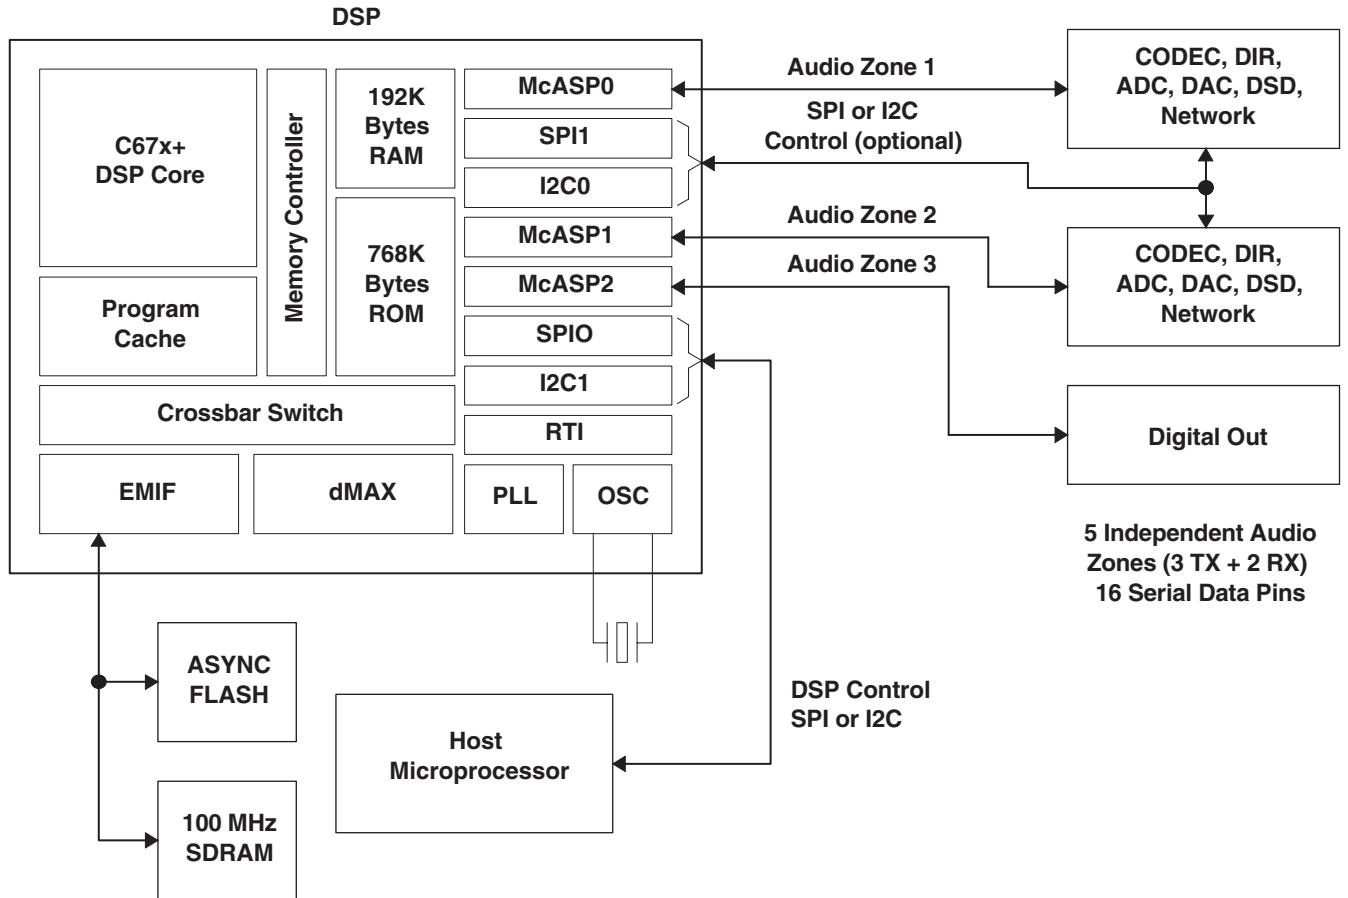 DSP
C67x+
DSP Core
Program
Cache
Memory Controller
192K
Bytes
RAM
768K
Bytes
ROM
Crossbar Switch
EMIF
dMAX
McASP0
SPI1
I2C0
McASP1
McASP2
SPIO
I2C1
RTI
PLL
OSC
Audio Zone 1
SPI or I2C
Control (optional)
Audio Zone 2
Audio Zone 3
CODEC, DIR,
ADC, DAC, DSD,
Network
CODEC, DIR,
ADC, DAC, DSD,
Network
Digital Out
5 Independent Audio
Zones (3 TX + 2 RX)
16 Serial Data Pins
ASYNC
FLASH
100 MHz
SDRAM
Host
Microprocessor
DSP Control
SPI or I2C